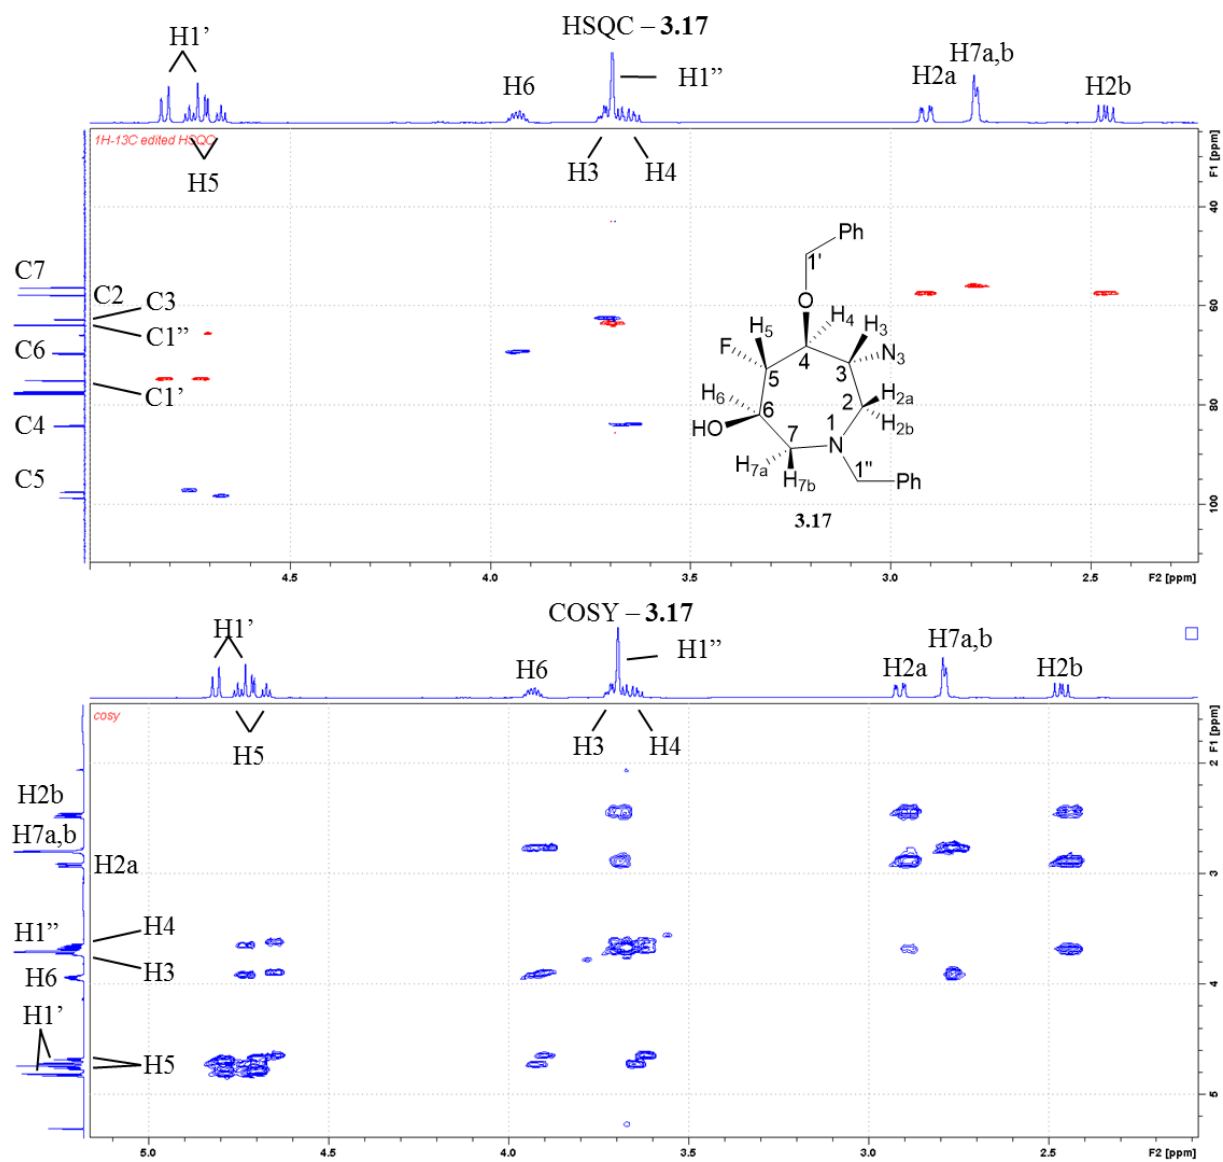 HSQC – 3.17
H1’
H6
H1”
H2a
H7a,b
H2b
1H-13C edited HSQC
H5
H3
H4
F1 [ppm]
40
60
80
100
C7
C2
C3
C1”
C6
C1’
C4
C5
Ph
1'
O
H5
H4
H3
F
N3
5
4
3
H6
6
2
H2a
HO
7
1
N
H2b
H7a
H7b
1''
Ph
3.17
4.5
4.0
3.5
3.0
2.5
F2 [ppm]
COSY – 3.17
H1’
H6
H1”
H2a
H7a,b
H2b
cosy
H5
H3
H4
F1 [ppm]
2
3
4
5
H2b
H7a,b
H2a
H1”
H4
H6
H3
H1’
H5
5.0
4.5
4.0
3.5
3.0
2.5
F2 [ppm]